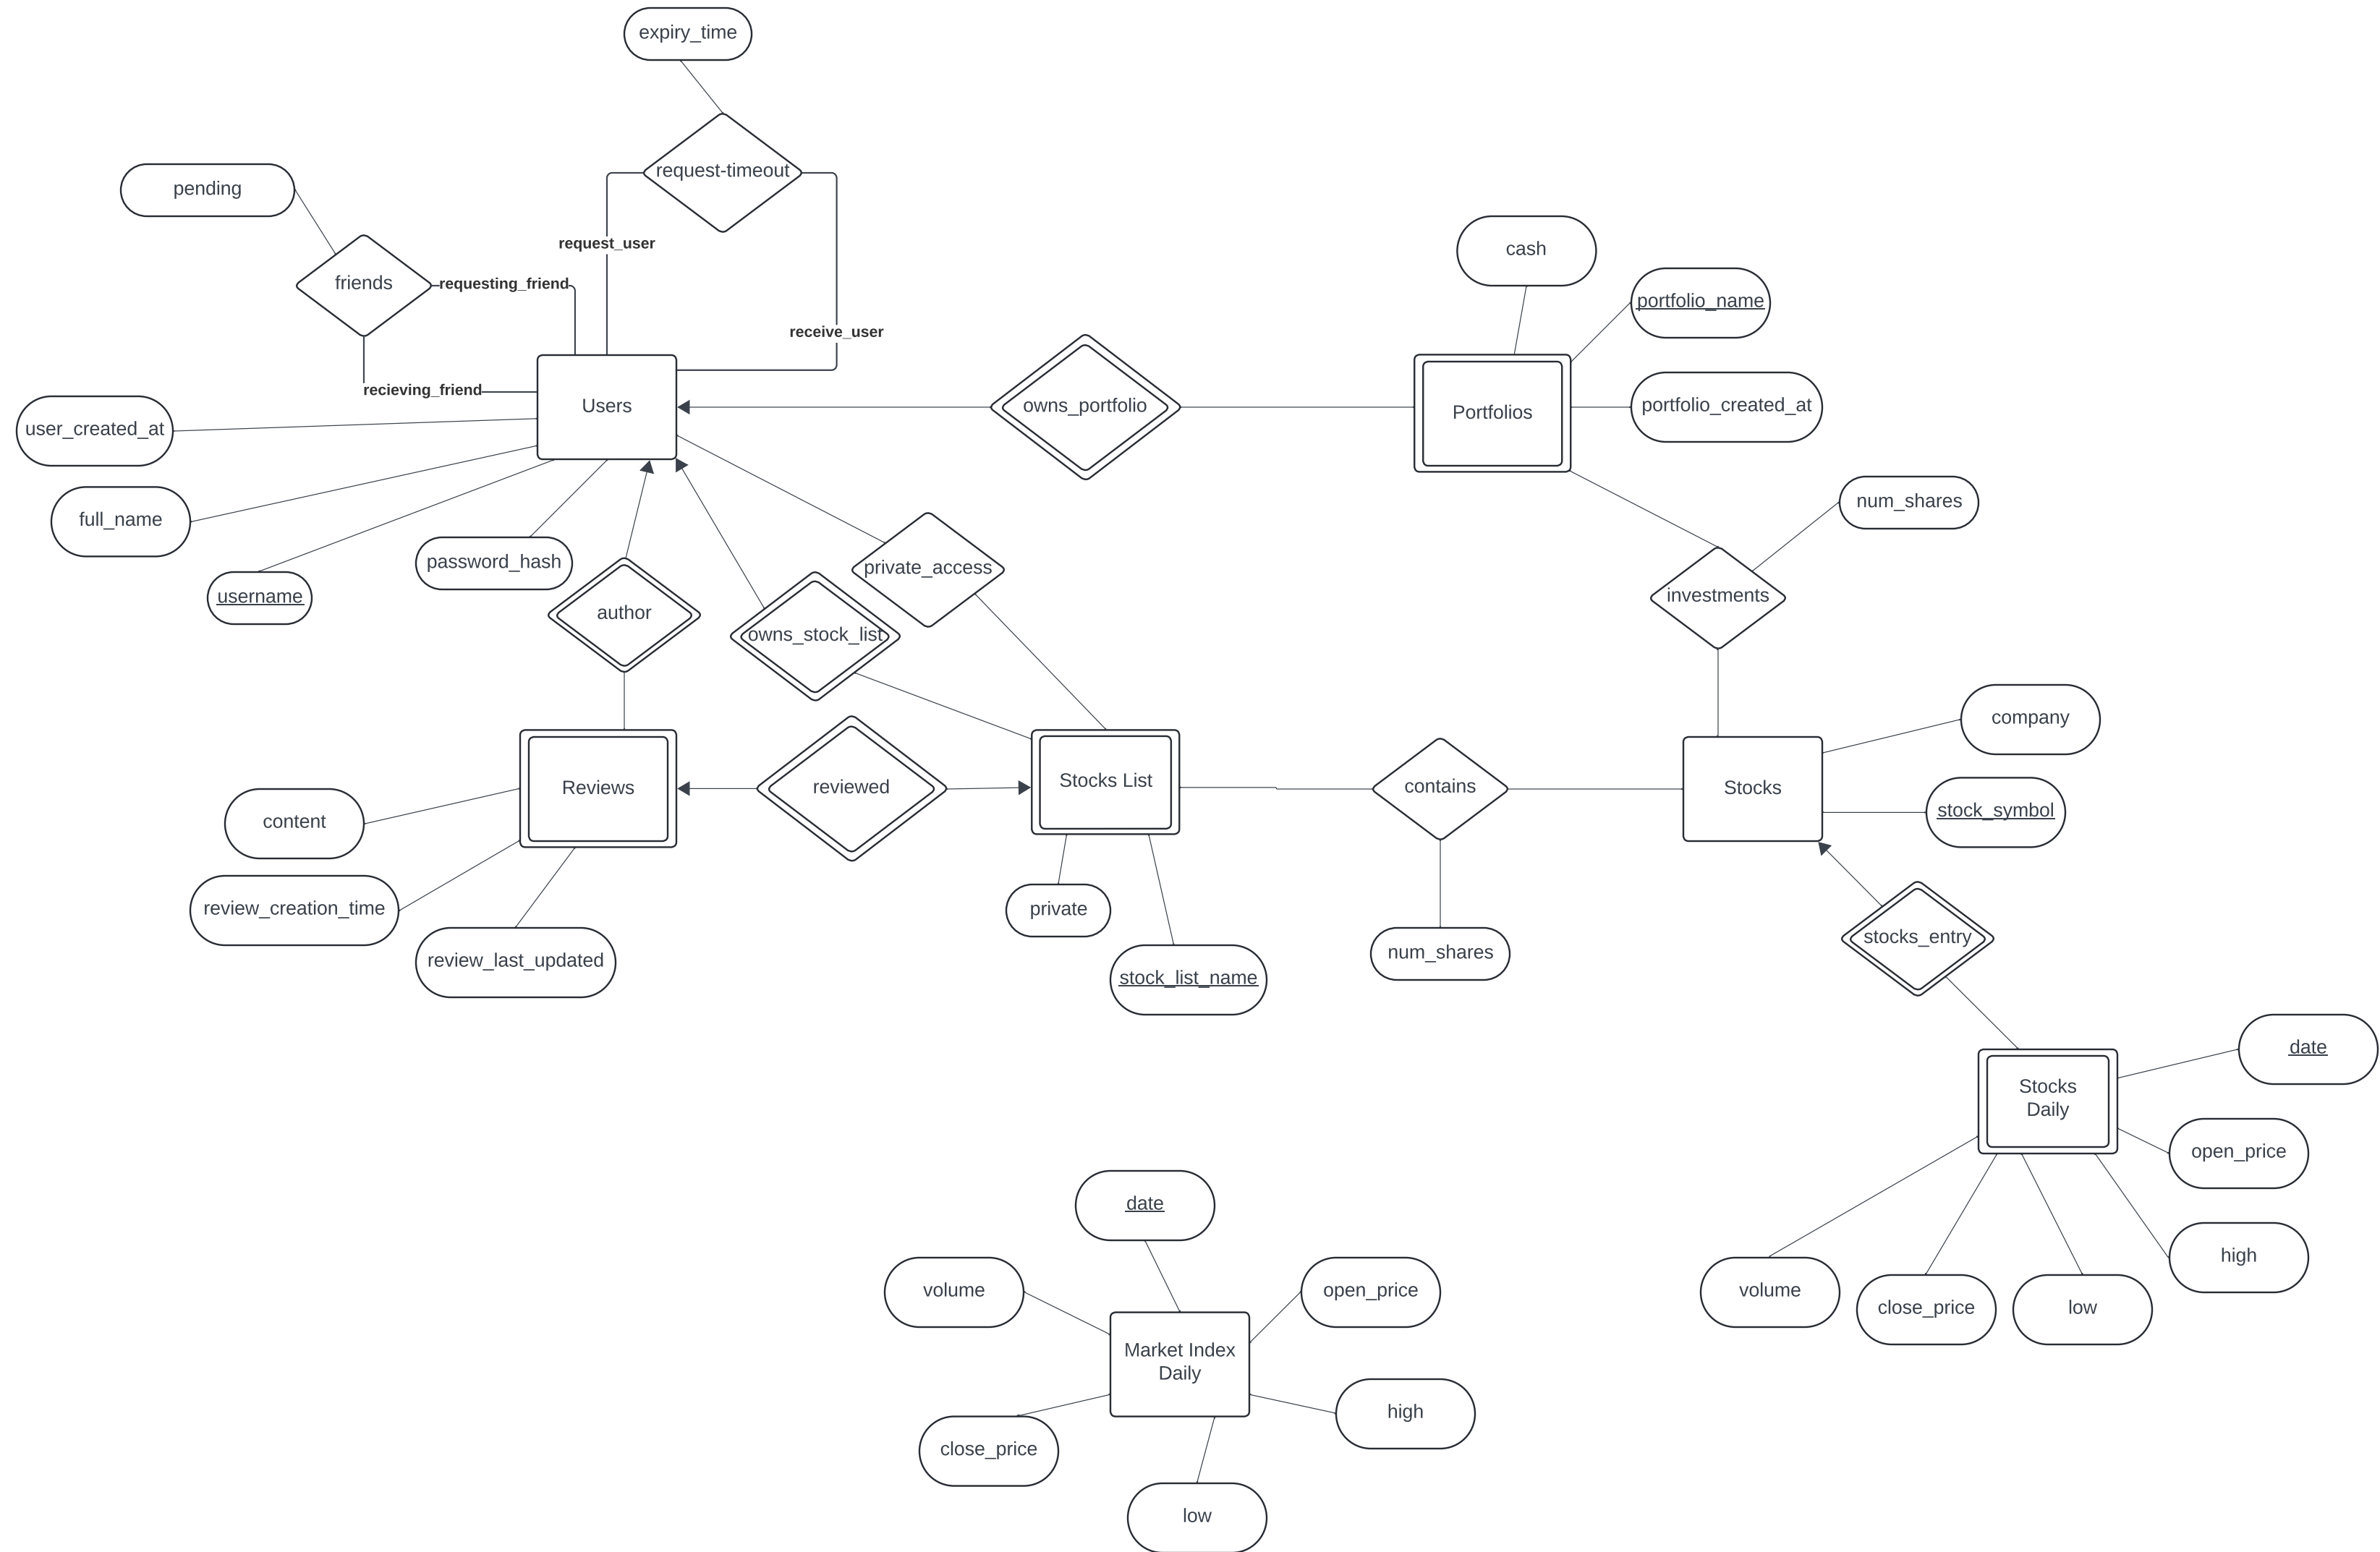 expiry_time
request-timeout
pending
request_user
friends
requesting_friend
receive_user
recieving_friend
cash
portfolio_name
Users
owns_portfolio
Portfolios
portfolio_created_at
user_created_at
full_name
num_shares
password_hash
private_access
username
author
owns_stock_list
investments
company
Reviews
reviewed
Stocks List
contains
Stocks
content
stock_symbol
review_creation_time
private
review_last_updated
num_shares
stocks_entry
stock_list_name
date
Stocks
Daily
open_price
date
volume
open_price
high
volume
close_price
low
Market Index
Daily
high
close_price
low